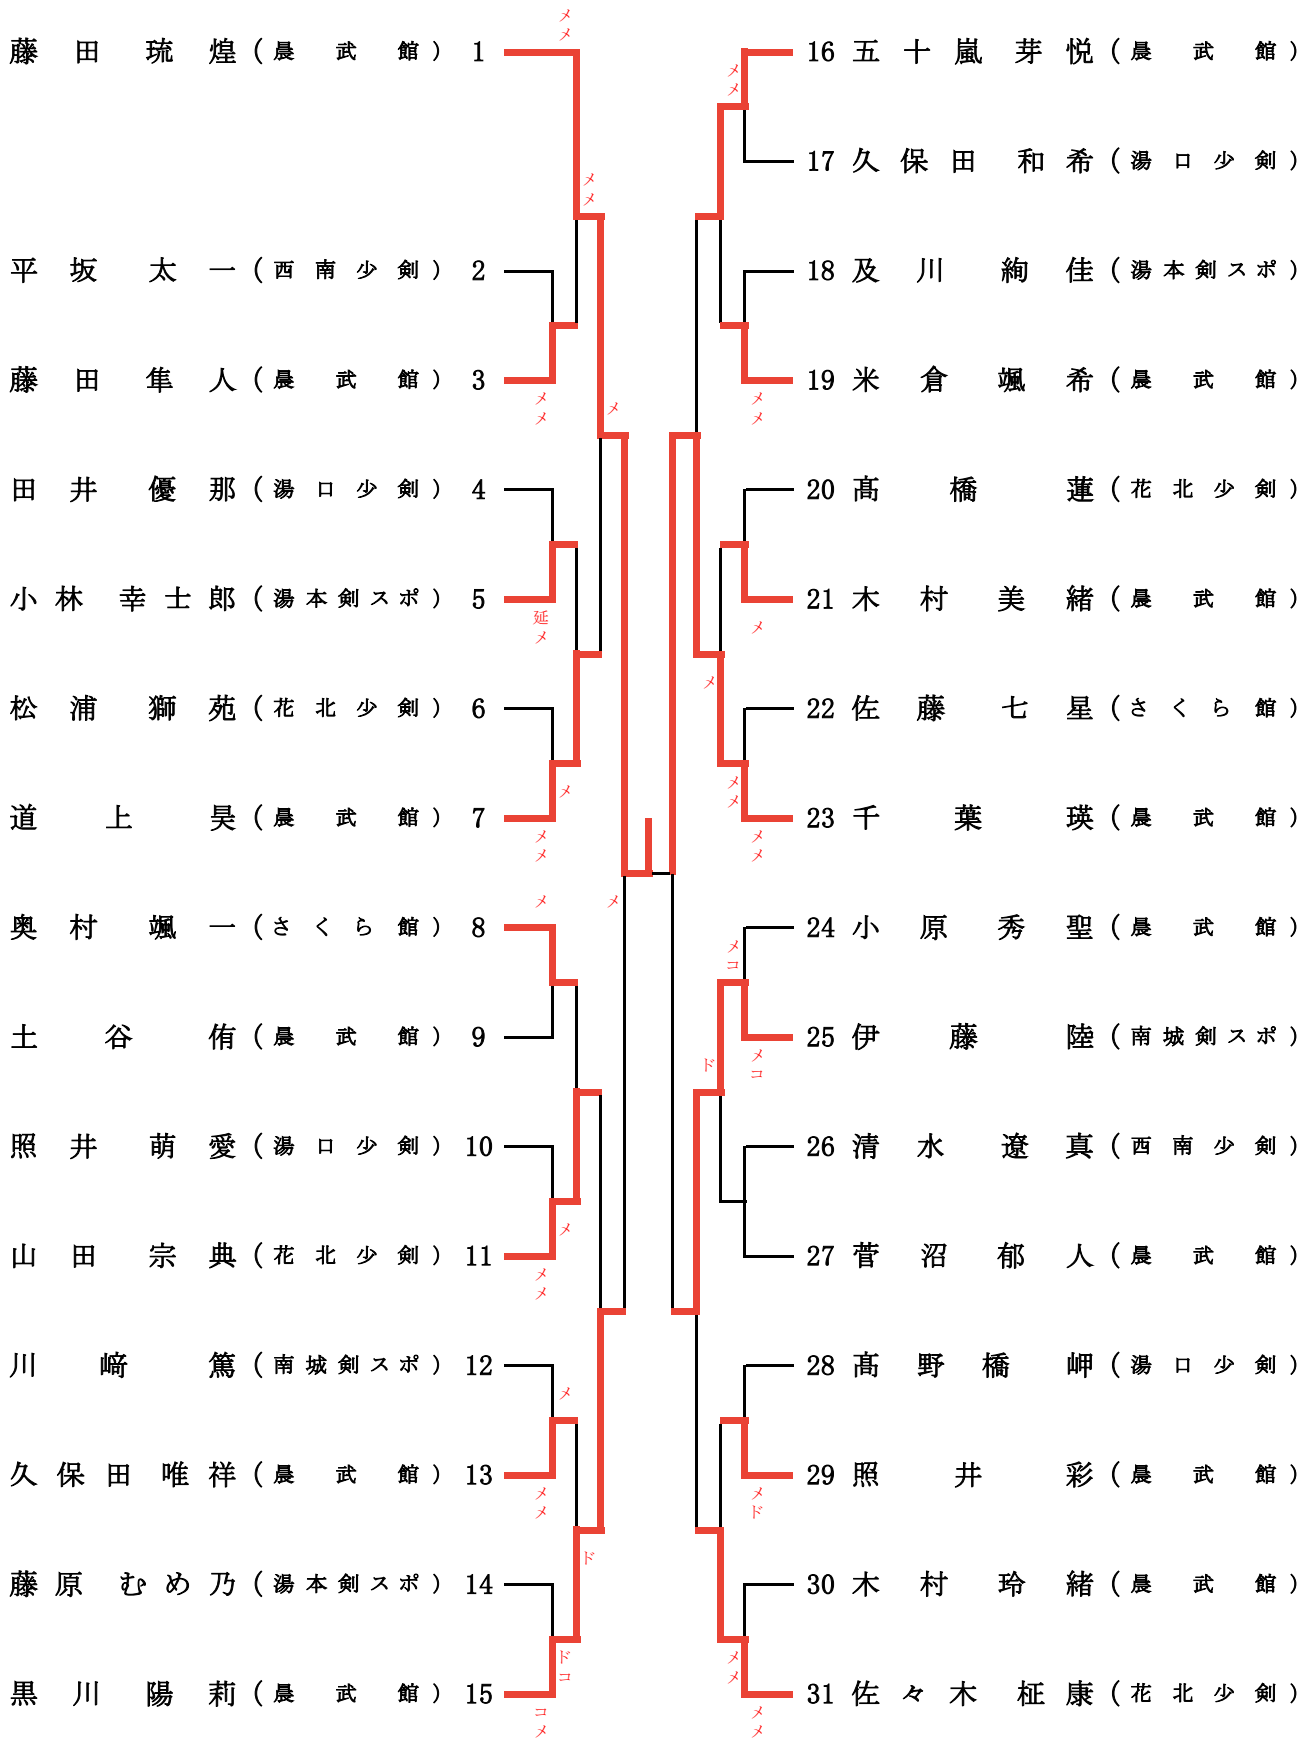 藤田琉煌(晨武館) 1
平坂太一(西南少剣) 2
藤田隼人(晨武館) 3
田井優那(湯口少剣) 4
小林幸士郎(湯本剣スポ) 5
松浦獅苑(花北少剣) 6
道上昊(晨武館) 7
奥村颯一(さくら館) 8
土谷侑(晨武館) 9
照井萌愛(湯口少剣) 10
山田宗典(花北少剣) 11
川﨑篤(南城剣スポ) 12
久保田唯祥(晨武館) 13
藤原むめ乃(湯本剣スポ) 14
黒川陽莉(晨武館) 15
メメ
メメ
メメ
メ
延メ
メ
メメ
メ
メ
メ
メメ
メ
メメ
ド
ドコ
コメ
16 五十嵐芽悦(晨武館)
17 久保田和希(湯口少剣)
18 及川絢佳(湯本剣スポ)
19 米倉颯希(晨武館)
20 髙橋蓮(花北少剣)
21 木村美緒(晨武館)
22 佐藤七星(さくら館)
23 千葉瑛(晨武館)
24 小原秀聖(晨武館)
25 伊藤陸(南城剣スポ)
26 清水遼真(西南少剣)
27 菅沼郁人(晨武館)
28 髙野橋岬(湯口少剣)
29 照井彩(晨武館)
30 木村玲緒(晨武館)
31 佐々木柾康(花北少剣)
メメ
メメ
メ
メ
メメ
メメ
メコ
メコ
ド
メド
メメ
メメ